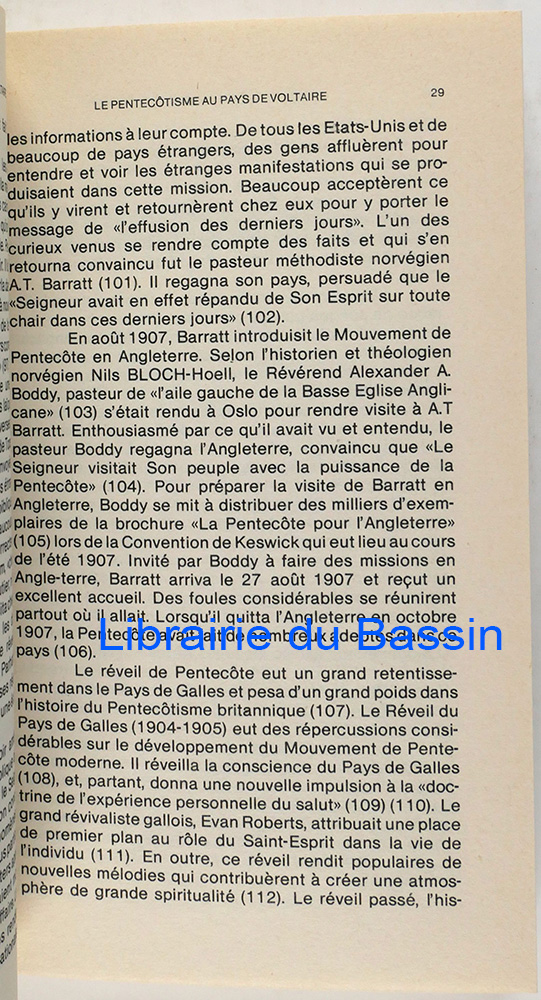 LE PENTECÔTISME AU PAYS DE VOLTAIRE 29
les informations à leur compte. De tous les Etats-Unis et de
beaucoup de pays étrangers, des gens affluèrent pour
entendre et voir les étranges manifestations qui se pro-
duisaient dans cette mission. Beaucoup acceptèrent ce
qu'ils y virent et retournèrent chez eux pour y porter le
message de «l'effusion des derniers jours». L'un des
curieux venus se rendre compte des faits et qui s'en
retourna convaincu fut le pasteur méthodiste norvégien
A.T. Barratt (101). Il regagna son pays, persuadé que le
«Seigneur avait en effet répandu de Son Esprit sur toute
chair dans ces derniers jours» (102).
En août 1907, Barratt introduisit le Mouvement de
Pentecôte en Angleterre. Selon l'historien et théologien
norvégien Nils BLOCH-Hoell, le Révérend Alexander A.
Boddy, pasteur de «l'aile gauche de la Basse Eglise Angli-
cane» (103) s'était rendu à Oslo pour rendre visite à A.T
Barratt. Enthousiasmé par ce qu'il avait vu et entendu, le
pasteur Boddy regagna l'Angleterre, convaincu que «Le
Seigneur visitait Son peuple avec la puissance de la
Pentecôte» (104). Pour préparer la visite de Barratt en
Angleterre, Boddy se mit à distribuer des milliers d'exem-
plaires de la brochure «La Pentecôte pour l'Angleterre»
(105) lors de la Convention de Keswick qui eut lieu au cours
de l'été 1907. Invité par Boddy à faire des missions en
Angle-terre, Barratt arriva le 27 août 1907 et reçut un
excellent accueil. Des foules considérables se réunirent
partout où il allait. Lorsqu'il quitta l'Angleterre en octobre
1907, la Pentecôte avait fait de nombreux adeptes dans ce
pays (106).
Librairie du Bassin
Le réveil de Pentecôte eut un grand retentisse-
ment dans le Pays de Galles et pesa d'un grand poids dans
l'histoire du Pentecôtisme britannique (107). Le Réveil du
Pays de Galles (1904-1905) eut des répercussions consi-
dérables sur le développement du Mouvement de Pente-
côte moderne. Il réveilla la conscience du Pays de Galles
(108), et, partant, donna une nouvelle impulsion à la «doc-
trine de l'expérience personnelle du salut» (109) (110). Le
grand révivaliste gallois, Evan Roberts, attribuait une place
de premier plan au rôle du Saint-Esprit dans la vie de
l'individu (111). En outre, ce réveil rendit populaires de
nouvelles mélodies qui contribuèrent à créer une atmos-
phère de grande spiritualité (112). Le réveil passé, l'his-